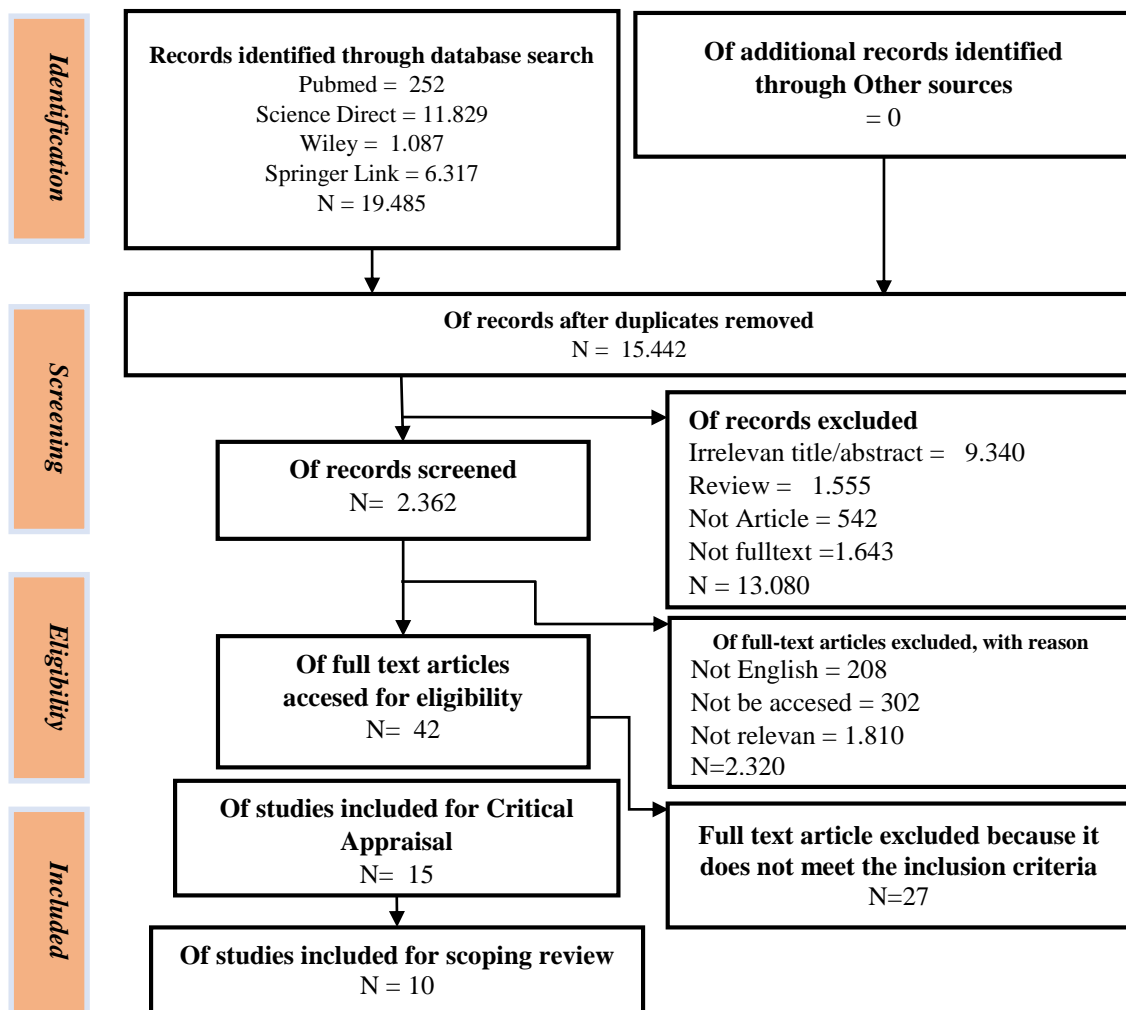 Identification
Records identified through database search
Pubmed = 252
Science Direct = 11.829
Wiley = 1.087
Springer Link = 6.317
N = 19.485
Of additional records identified
through Other sources
= 0
Screening
Of records after duplicates removed
N = 15.442
Of records screened
N= 2.362
Of records excluded
Irrelevan title/abstract = 9.340
Review = 1.555
Not Article = 542
Not fulltext =1.643
N = 13.080
Eligibility
Of full text articles
accesed for eligibility
N= 42
Of full-text articles excluded, with reason
Not English = 208
Not be accesed = 302
Not relevan = 1.810
N=2.320
Included
Of studies included for Critical
Appraisal
N= 15
Full text article excluded because it
does not meet the inclusion criteria
N=27
Of studies included for scoping review
N = 10